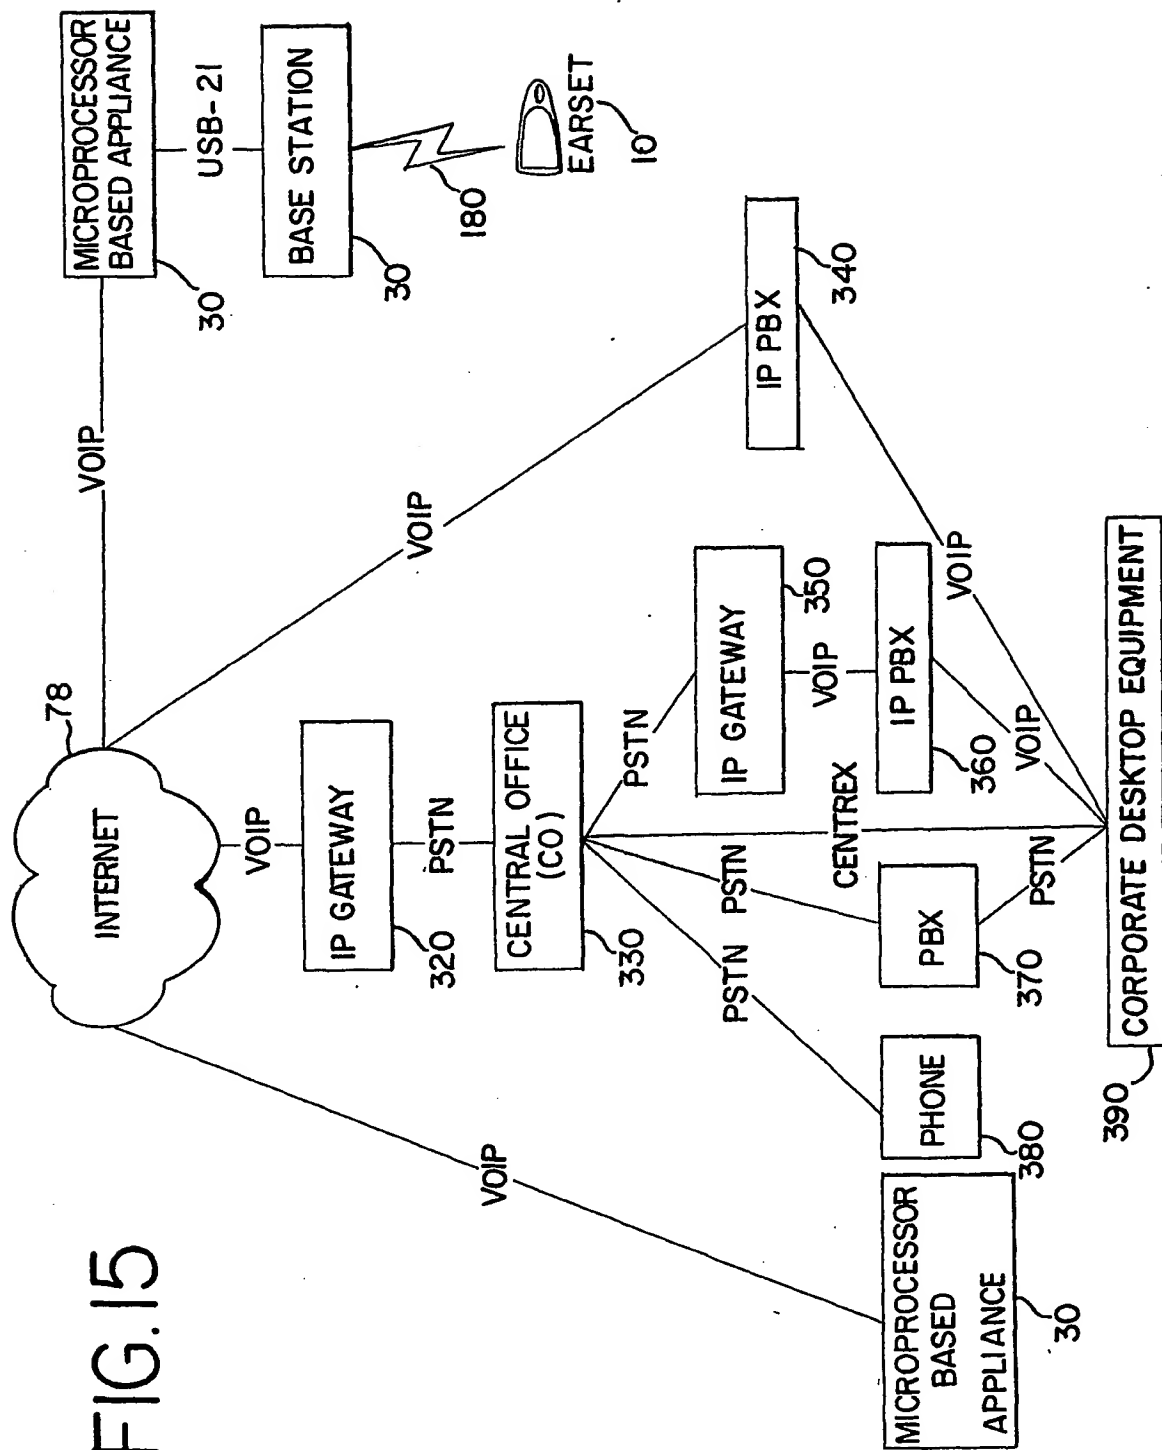 FIG. 15
INTERNET
78
VOIP
MICROPROCESSOR
BASED APPLIANCE
30
USB-21
BASE STATION
30
180
EARSET
10
VOIP
IP GATEWAY
320
PSTN
CENTRAL OFFICE
(CO)
330
VOIP
IP PBX
340
VOIP
PSTN
IP GATEWAY
350
VOIP
IP PBX
360
VOIP
CENTREX
PSTN
PBX
370
PSTN
PSTN
PHONE
380
VOIP
MICROPROCESSOR
BASED
APPLIANCE
30
CORPORATE DESKTOP EQUIPMENT
390